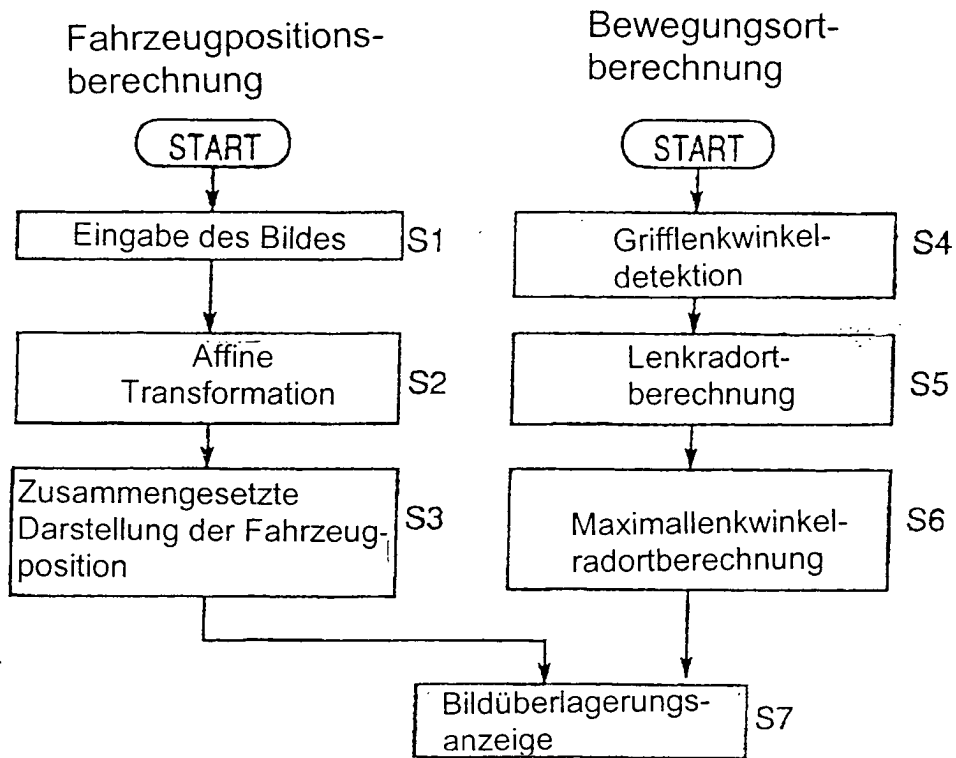 Fahrzeugpositions-
berechnung
START
Eingabe des Bildes
S1
Affine
Transformation
S2
Zusammengesetzte
Darstellung der Fahrzeug-
position
S3
Bewegungsort-
berechnung
START
Grifflenkwinkel-
detektion
S4
Lenkradort-
berechnung
S5
Maximallenkwinkel-
radortberechnung
S6
Bildüberlagerungs-
anzeige
S7